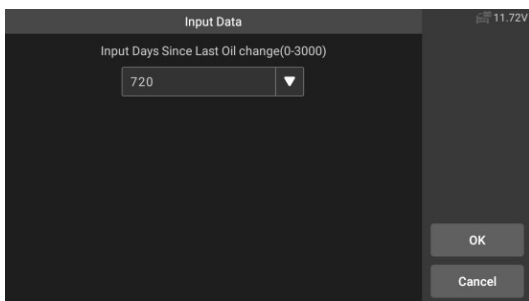 Input Data
11.72V
Input Days Since Last Oil change(0-3000)
720
OK
Cancel